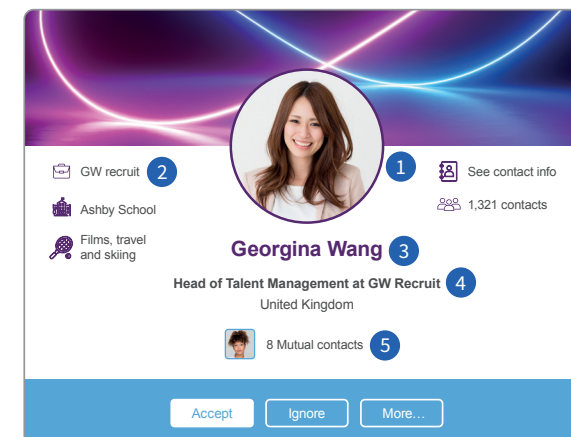 GW recruit 2
Ashby School
Films, travel
and skiing
1
See contact info
1,321 contacts
Georgina Wang 3
Head of Talent Management at GW Recruit 4
United Kingdom
8 Mutual contacts 5
Accept
Ignore
More…